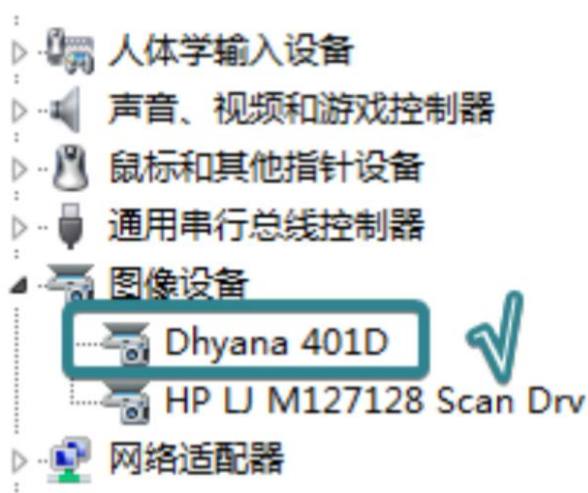 人体学输入设备
声音、视频和游戏控制器
鼠标和其他指针设备
通用串行总线控制器
图像设备
Dhyana 401D
HP LJ M127128 Scan Drv
网络适配器